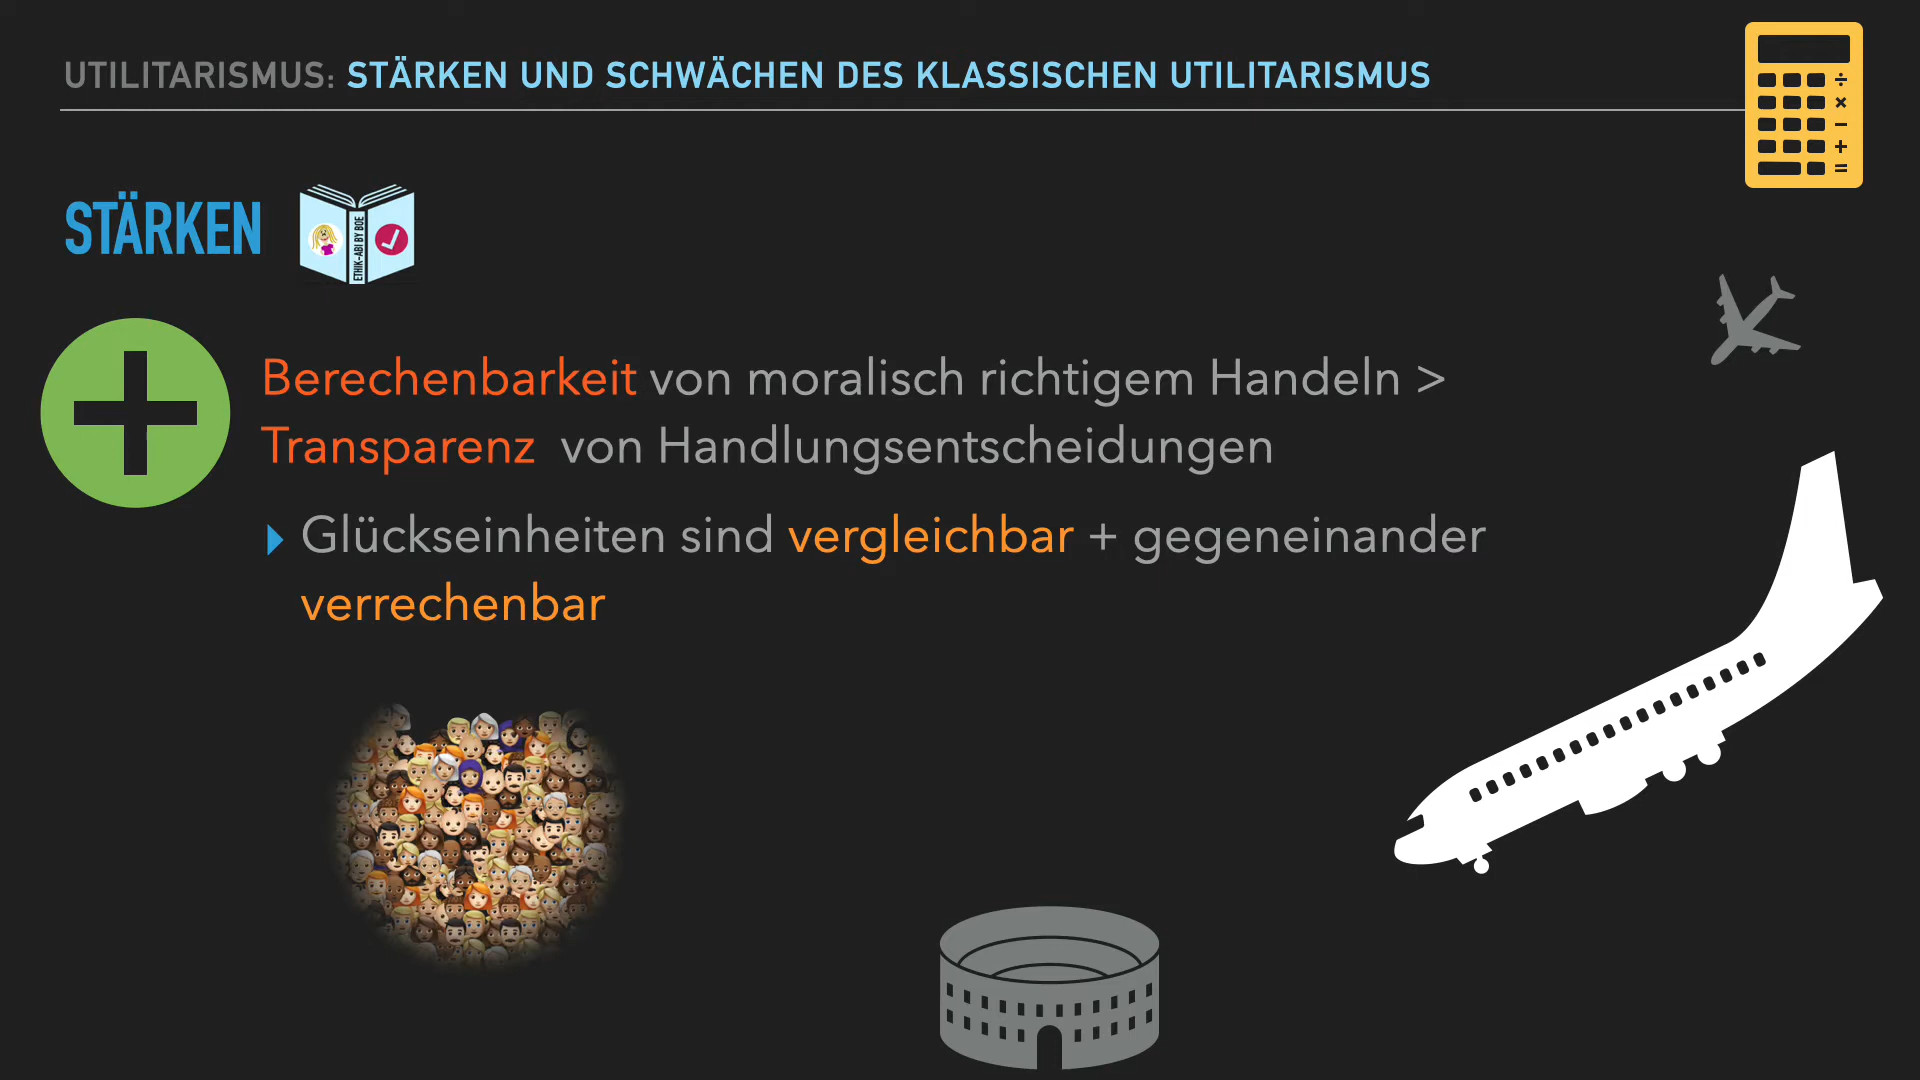 UTILITARISMUS: STÄRKEN UND SCHWÄCHEN DES KLASSISCHEN UTILITARISMUS
÷
×
−
+
=
STÄRKEN
ETHIK-ABI BY BOE
Berechenbarkeit von moralisch richtigem Handeln >
Transparenz von Handlungsentscheidungen
Glückseinheiten sind vergleichbar + gegeneinander
verrechenbar